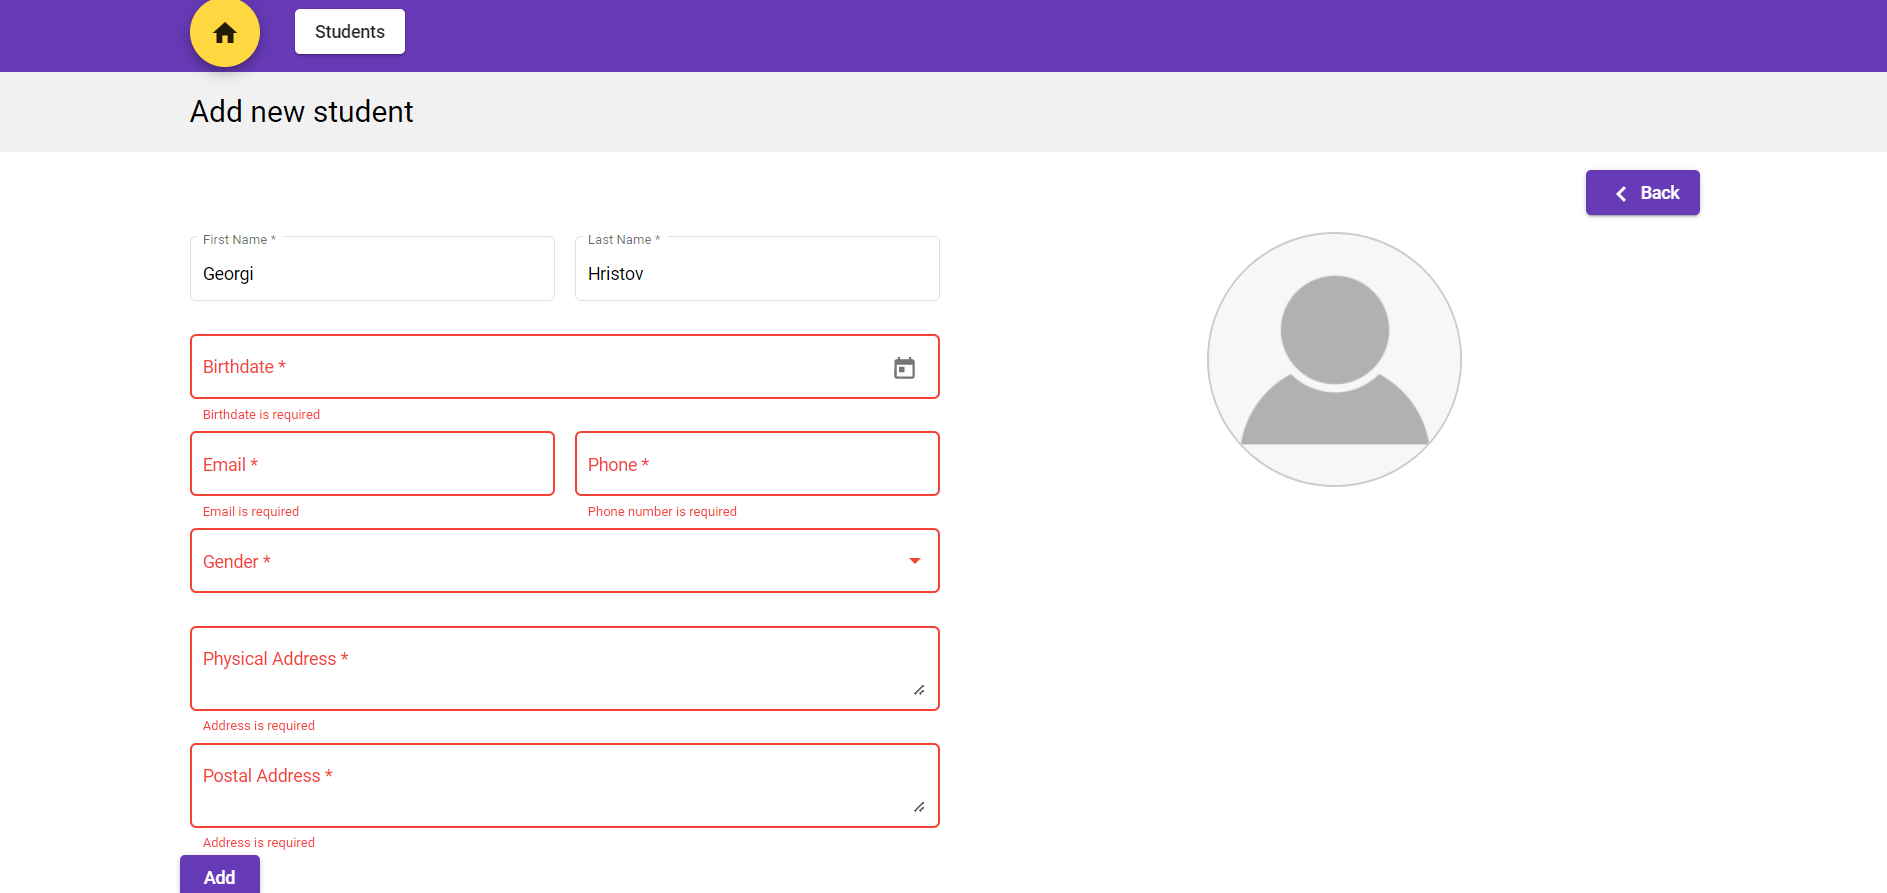 Students
Add new student
Back
First Name *
Last Name *
Georgi
Hristov
Birthdate *
Birthdate is required
Email *
Phone *
Email is required
Phone number is required
Gender *
Physical Address *
Address is required
Postal Address *
Address is required
Add